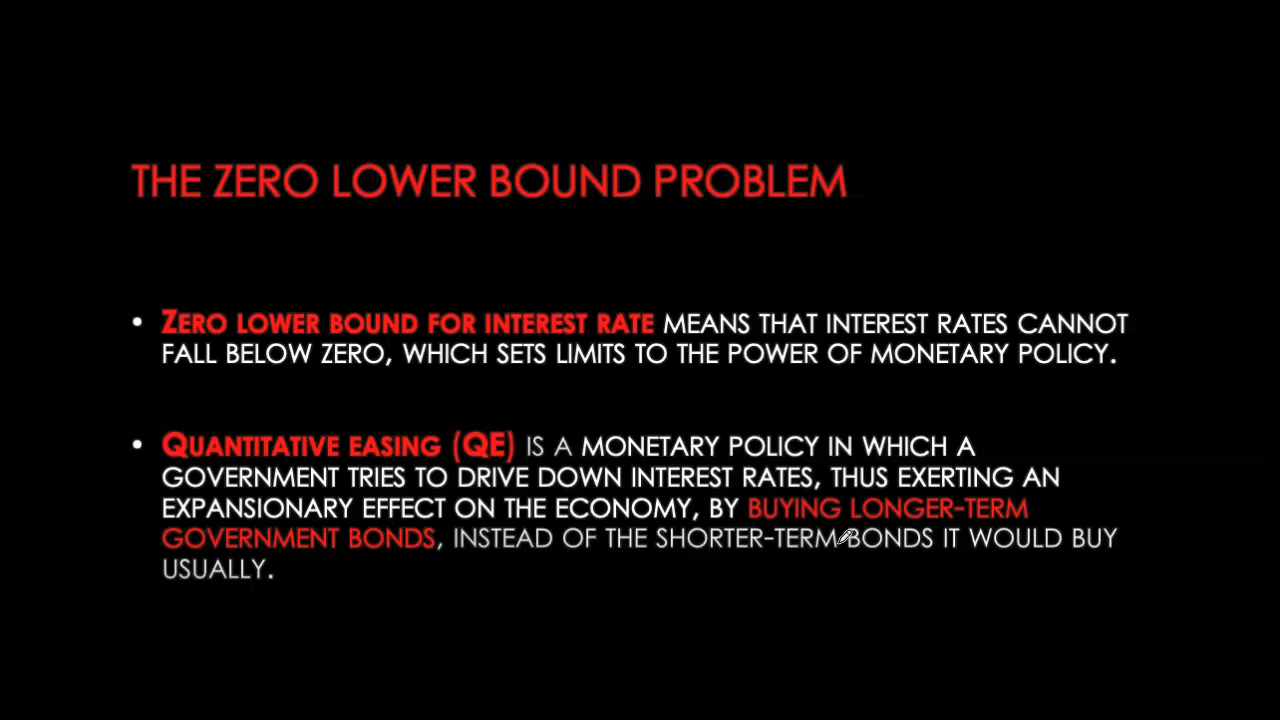 THE ZERO LOWER BOUND PROBLEM
• ZERO LOWER BOUND FOR INTEREST RATE MEANS THAT INTEREST RATES CANNOT
FALL BELOW ZERO, WHICH SETS LIMITS TO THE POWER OF MONETARY POLICY.
• QUANTITATIVE EASING (QE) IS A MONETARY POLICY IN WHICH A
GOVERNMENT TRIES TO DRIVE DOWN INTEREST RATES, THUS EXERTING AN
EXPANSIONARY EFFECT ON THE ECONOMY, BY BUYING LONGER-TERM
GOVERNMENT BONDS, INSTEAD OF THE SHORTER-TERM BONDS IT WOULD BUY
USUALLY.